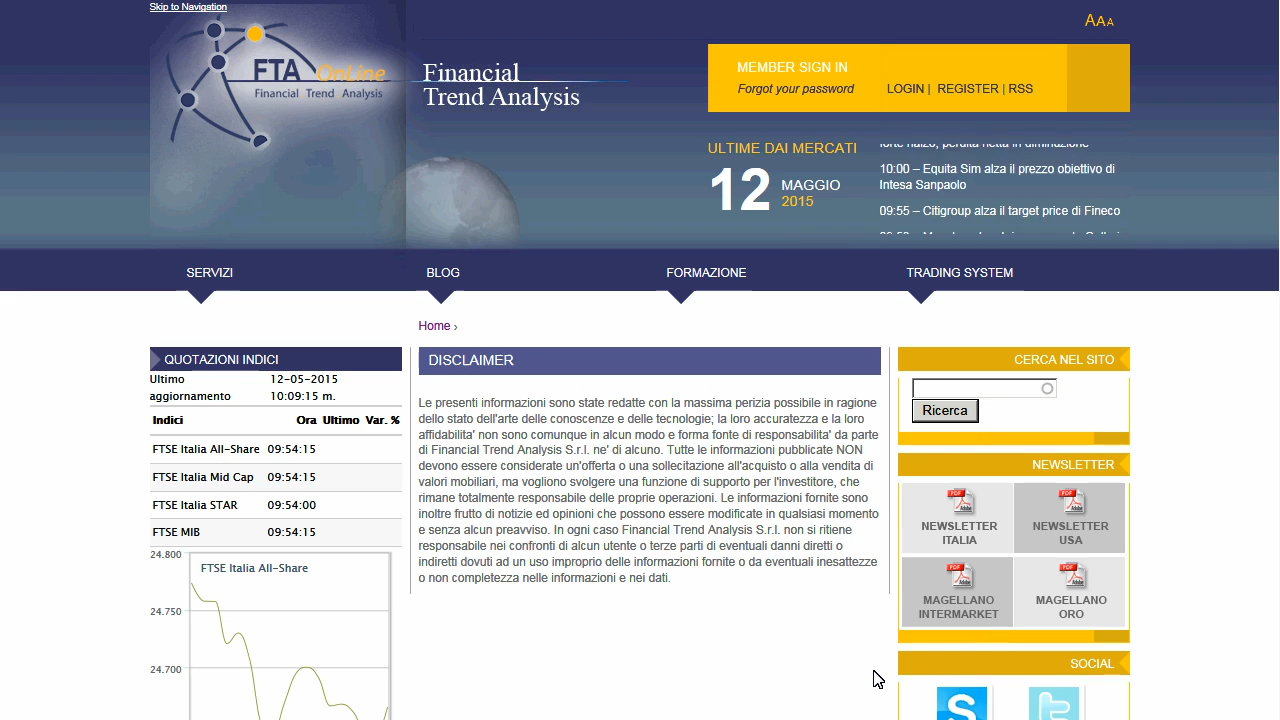 Skip to Navigation
AAA
FTA OnLine
Financial Trend Analysis
Financial
Trend Analysis
MEMBER SIGN IN
Forgot your password
LOGIN | REGISTER | RSS
ULTIME DAI MERCATI
12
MAGGIO
2015
forte rialzo, perdita netta in diminuzione
10:00 – Equita Sim alza il prezzo obiettivo di
Intesa Sanpaolo
09:55 – Citigroup alza il target price di Fineco
SERVIZI
BLOG
FORMAZIONE
TRADING SYSTEM
Home ›
QUOTAZIONI INDICI
Ultimo aggiornamento 12-05-2015 10:09:15 m.
Indici Ora Ultimo Var. %
FTSE Italia All-Share 09:54:15
FTSE Italia Mid Cap 09:54:15
FTSE Italia STAR 09:54:00
FTSE MIB 09:54:15
24.800
FTSE Italia All-Share
24.750
24.700
DISCLAIMER
Le presenti informazioni sono state redatte con la massima perizia possibile in ragione
dello stato dell'arte delle conoscenze e delle tecnologie; la loro accuratezza e la loro
affidabilita' non sono comunque in alcun modo e forma fonte di responsabilita' da parte
di Financial Trend Analysis S.r.l. ne' di alcuno. Tutte le informazioni pubblicate NON
devono essere considerate un'offerta o una sollecitazione all'acquisto o alla vendita di
valori mobiliari, ma vogliono svolgere una funzione di supporto per l'investitore, che
rimane totalmente responsabile delle proprie operazioni. Le informazioni fornite sono
inoltre frutto di notizie ed opinioni che possono essere modificate in qualsiasi momento
e senza alcun preavviso. In ogni caso Financial Trend Analysis S.r.l. non si ritiene
responsabile nei confronti di alcun utente o terze parti di eventuali danni diretti o
indiretti dovuti ad un uso improprio delle informazioni fornite o da eventuali inesattezze
o non completezza nelle informazioni e nei dati.
CERCA NEL SITO
Ricerca
NEWSLETTER
NEWSLETTER
ITALIA
NEWSLETTER
USA
MAGELLANO
INTERMARKET
MAGELLANO
ORO
SOCIAL